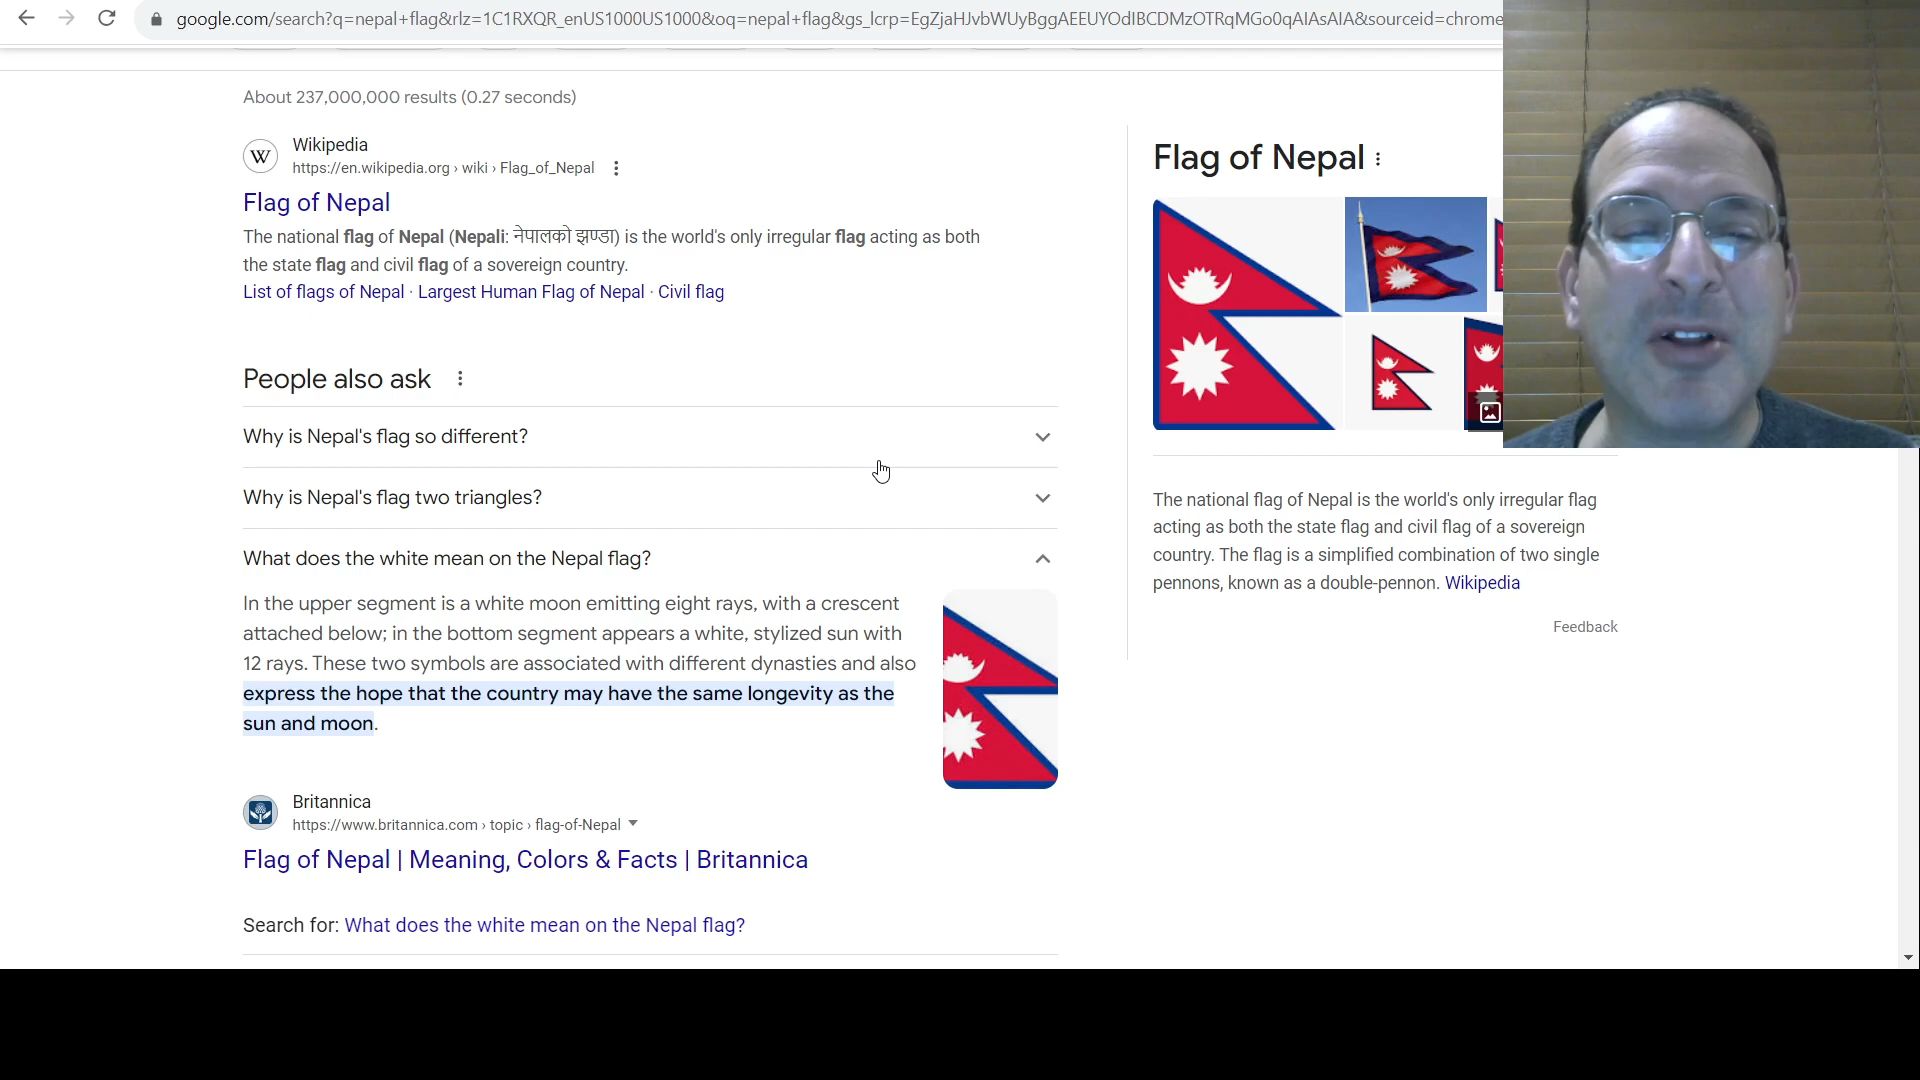 google.com/search?q=nepal+flag&rlz=1C1RXQR_enUS1000US1000&oq=nepal+flag&gs_lcrp=EgZjaHJvbWUyBggAEEUYOdIBCDMzOTRqMGo0qAIAsAIA&sourceid=chrome
About 237,000,000 results (0.27 seconds)
Wikipedia
https://en.wikipedia.org › wiki › Flag_of_Nepal
Flag of Nepal
The national flag of Nepal (Nepali: नेपालको झण्डा) is the world's only irregular flag acting as both
the state flag and civil flag of a sovereign country.
List of flags of Nepal · Largest Human Flag of Nepal · Civil flag
People also ask
Why is Nepal's flag so different?
Why is Nepal's flag two triangles?
What does the white mean on the Nepal flag?
In the upper segment is a white moon emitting eight rays, with a crescent
attached below; in the bottom segment appears a white, stylized sun with
12 rays. These two symbols are associated with different dynasties and also
express the hope that the country may have the same longevity as the
sun and moon.
Britannica
https://www.britannica.com › topic › flag-of-Nepal
Flag of Nepal | Meaning, Colors & Facts | Britannica
Search for: What does the white mean on the Nepal flag?
Flag of Nepal
The national flag of Nepal is the world's only irregular flag
acting as both the state flag and civil flag of a sovereign
country. The flag is a simplified combination of two single
pennons, known as a double-pennon. Wikipedia
Feedback